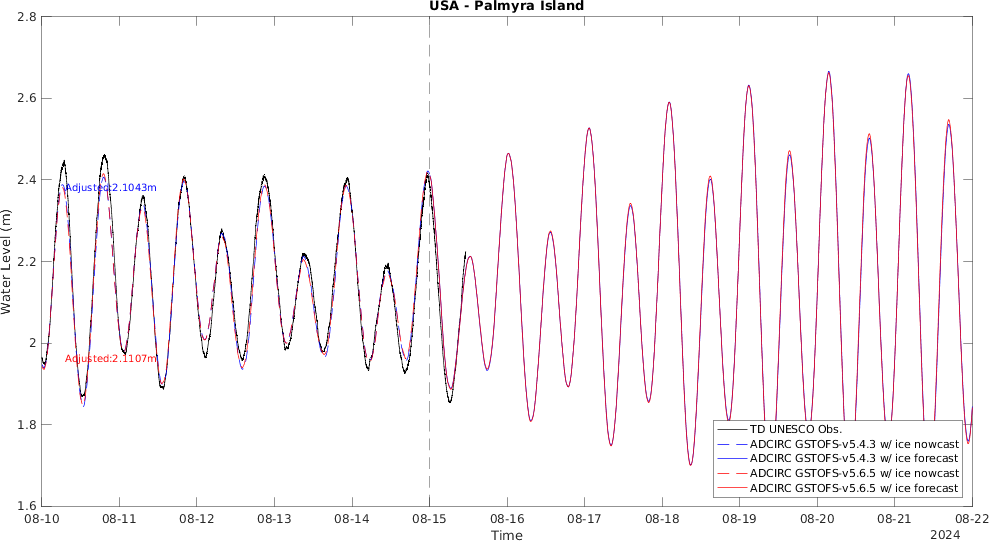 USA - Palmyra Island
2.8
2.6
2.4
2.2
2
1.8
1.6
Water Level (m)
Adjusted:2.1043m
Adjusted:2.1107m
TD UNESCO Obs.
ADCIRC GSTOFS-v5.4.3 w/ ice nowcast
ADCIRC GSTOFS-v5.4.3 w/ ice forecast
ADCIRC GSTOFS-v5.6.5 w/ ice nowcast
ADCIRC GSTOFS-v5.6.5 w/ ice forecast
08-10 08-11 08-12 08-13 08-14 08-15 08-16 08-17 08-18 08-19 08-20 08-21 08-22
Time
2024